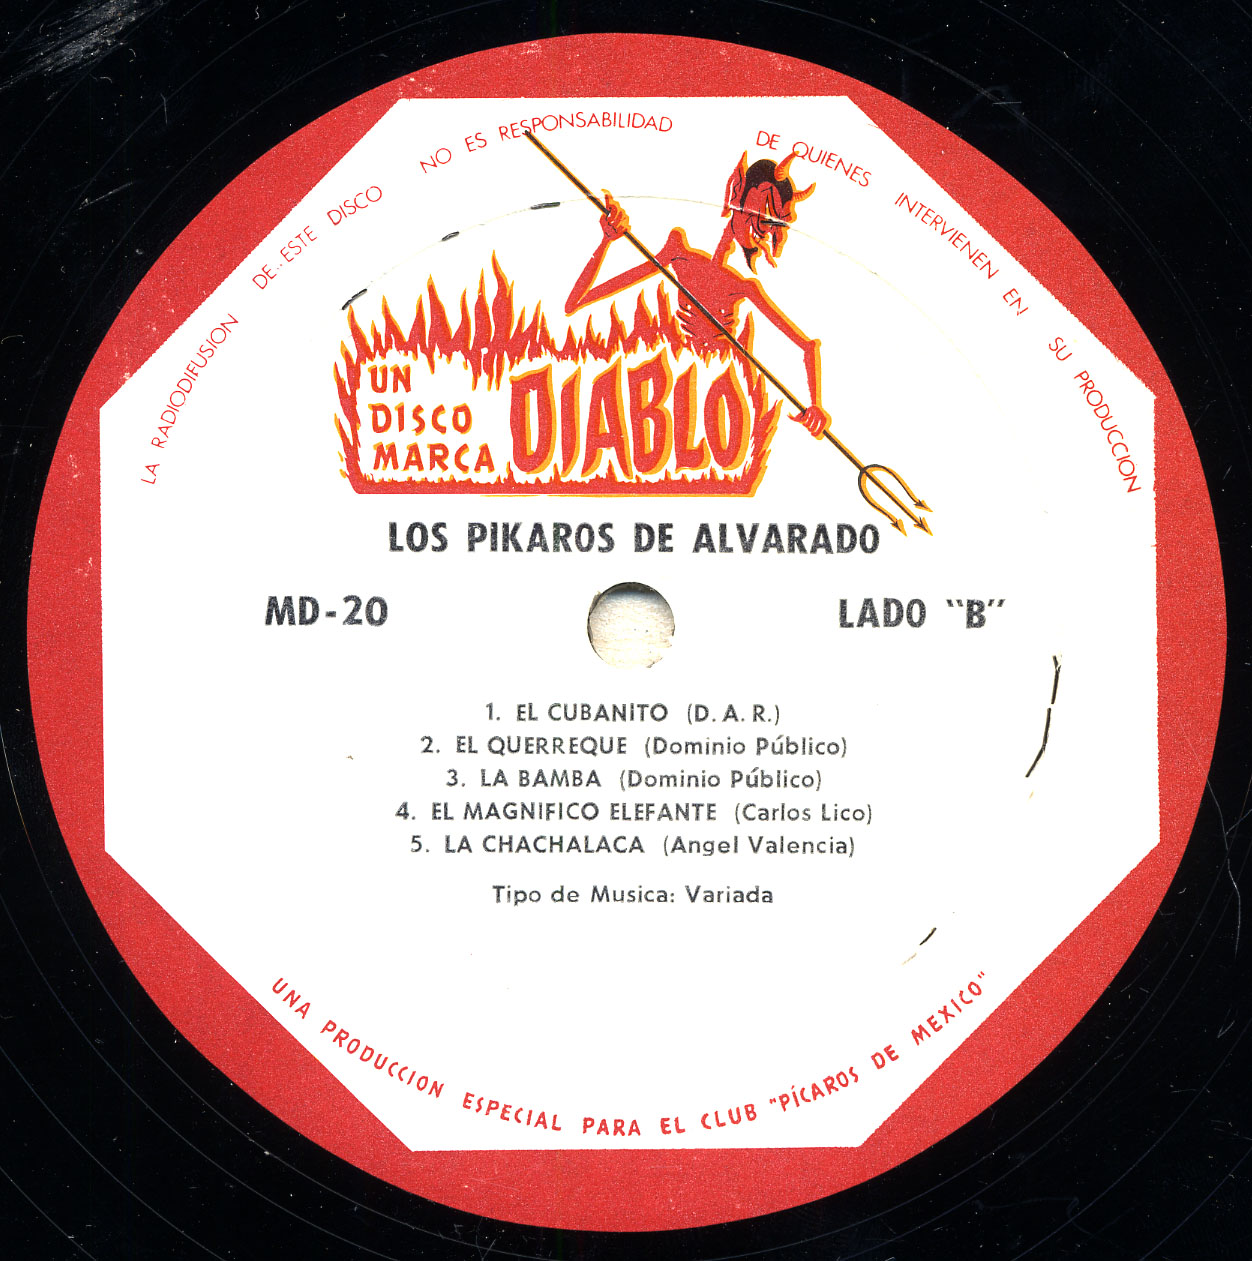 LA RADIODIFUSION DE ESTE DISCO NO ES RESPONSABILIDAD DE QUIENES INTERVIENEN EN SU PRODUCCION
UN
DISCO
MARCA
DIABLO
LOS PIKAROS DE ALVARADO
MD-20
LADO "B"
1. EL CUBANITO (D. A. R.)
2. EL QUERREQUE (Dominio Público)
3. LA BAMBA (Dominio Público)
4. EL MAGNIFICO ELEFANTE (Carlos Lico)
5. LA CHACHALACA (Angel Valencia)
Tipo de Musica: Variada
UNA PRODUCCION ESPECIAL PARA EL CLUB "PÍCAROS DE MEXICO"